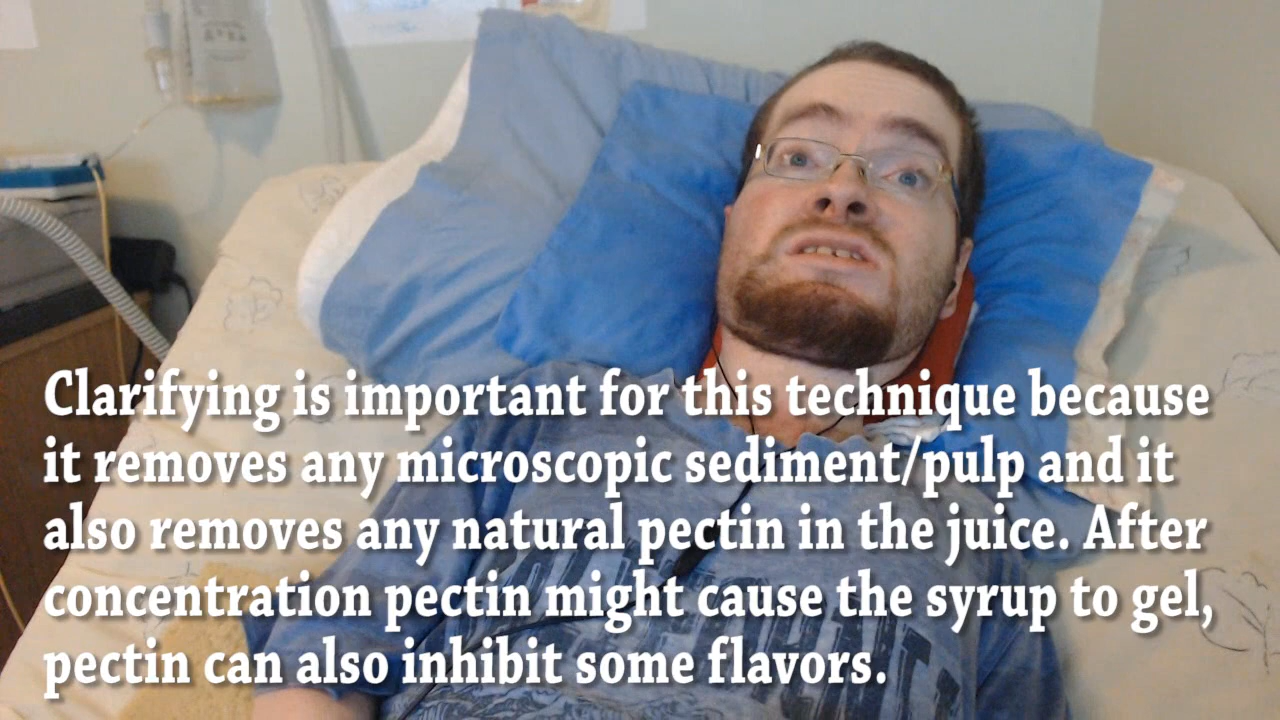 Clarifying is important for this technique because
it removes any microscopic sediment/pulp and it
also removes any natural pectin in the juice. After
concentration pectin might cause the syrup to gel,
pectin can also inhibit some flavors.